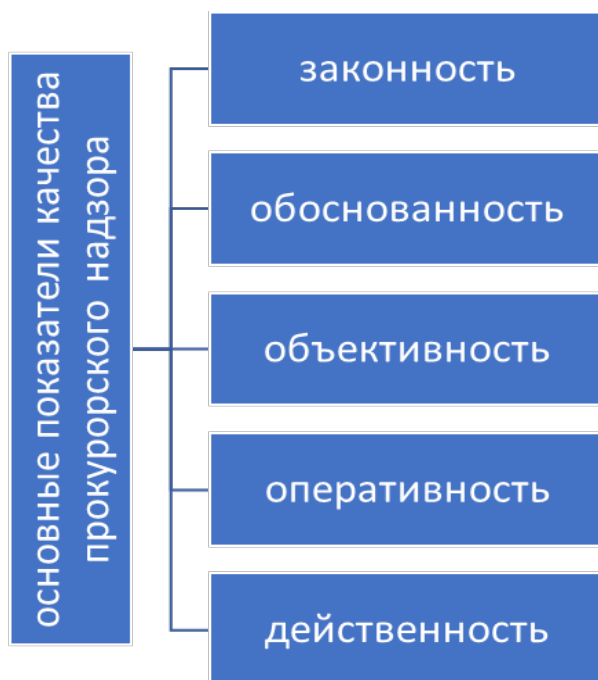 основные показатели качества
прокурорского надзора
законность
обоснованность
объективность
оперативность
действенность